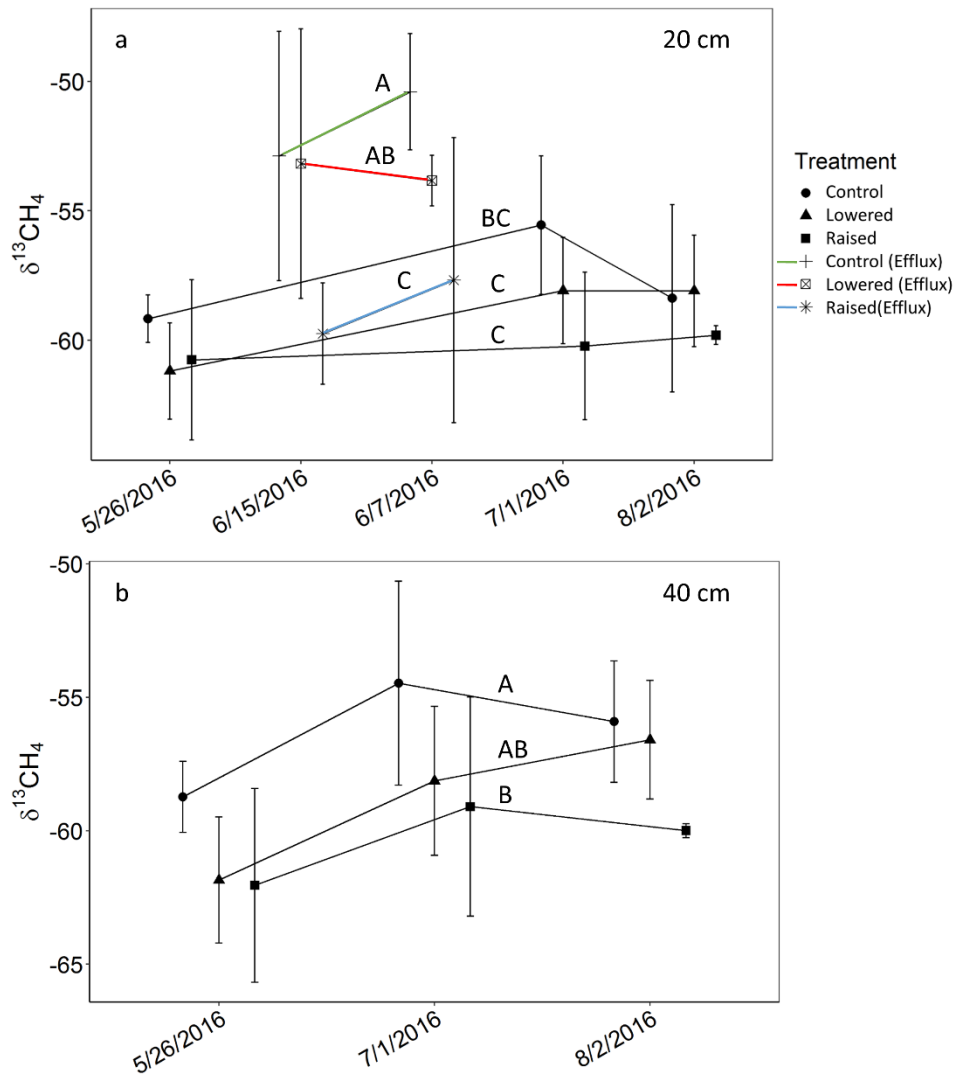 a
20 cm
-50
-55
-60
δ¹³CH₄
A
AB
BC
C
C
C
5/26/2016
6/15/2016
6/7/2016
7/1/2016
8/2/2016
Treatment
Control
Lowered
Raised
Control (Efflux)
Lowered (Efflux)
Raised(Efflux)
b
40 cm
-50
-55
-60
-65
δ¹³CH₄
A
AB
B
5/26/2016
7/1/2016
8/2/2016